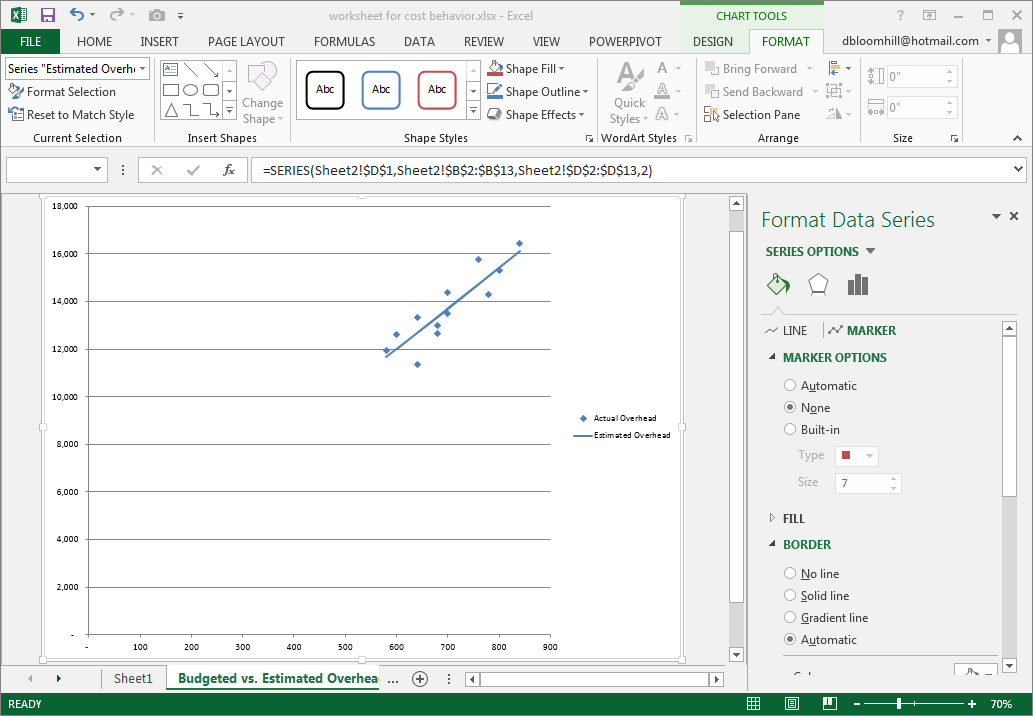 worksheet for cost behavior.xlsx - Excel
CHART TOOLS
?
FILE HOME INSERT PAGE LAYOUT FORMULAS DATA REVIEW VIEW POWERPIVOT DESIGN FORMAT dbloomhill@hotmail.com
Series "Estimated Overhe
Format Selection
Reset to Match Style
Current Selection
Change
Shape
Insert Shapes
Abc Abc Abc
Shape Fill
Shape Outline
Shape Effects
Shape Styles
Quick
Styles
WordArt Styles
Bring Forward
Send Backward
Selection Pane
Arrange
0"
0"
Size
fx
=SERIES(Sheet2!$D$1,Sheet2!$B$2:$B$13,Sheet2!$D$2:$D$13,2)
18,000
16,000
14,000
12,000
10,000
8,000
6,000
4,000
2,000
-
- 100 200 300 400 500 600 700 800 900
Actual Overhead
Estimated Overhead
Format Data Series
SERIES OPTIONS
LINE MARKER
MARKER OPTIONS
Automatic
None
Built-in
Type
Size 7
FILL
BORDER
No line
Solid line
Gradient line
Automatic
Sheet1 Budgeted vs. Estimated Overhea ...
READY
70%